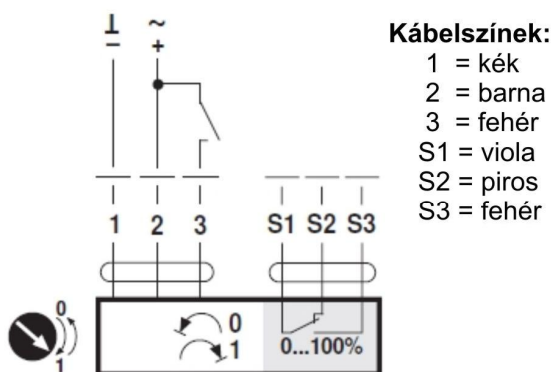 ⊥ ~
– +
Kábelszínek:
1 = kék
2 = barna
3 = fehér
S1 = viola
S2 = piros
S3 = fehér
1 2 3 S1 S2 S3
0
1
0
1
0...100%